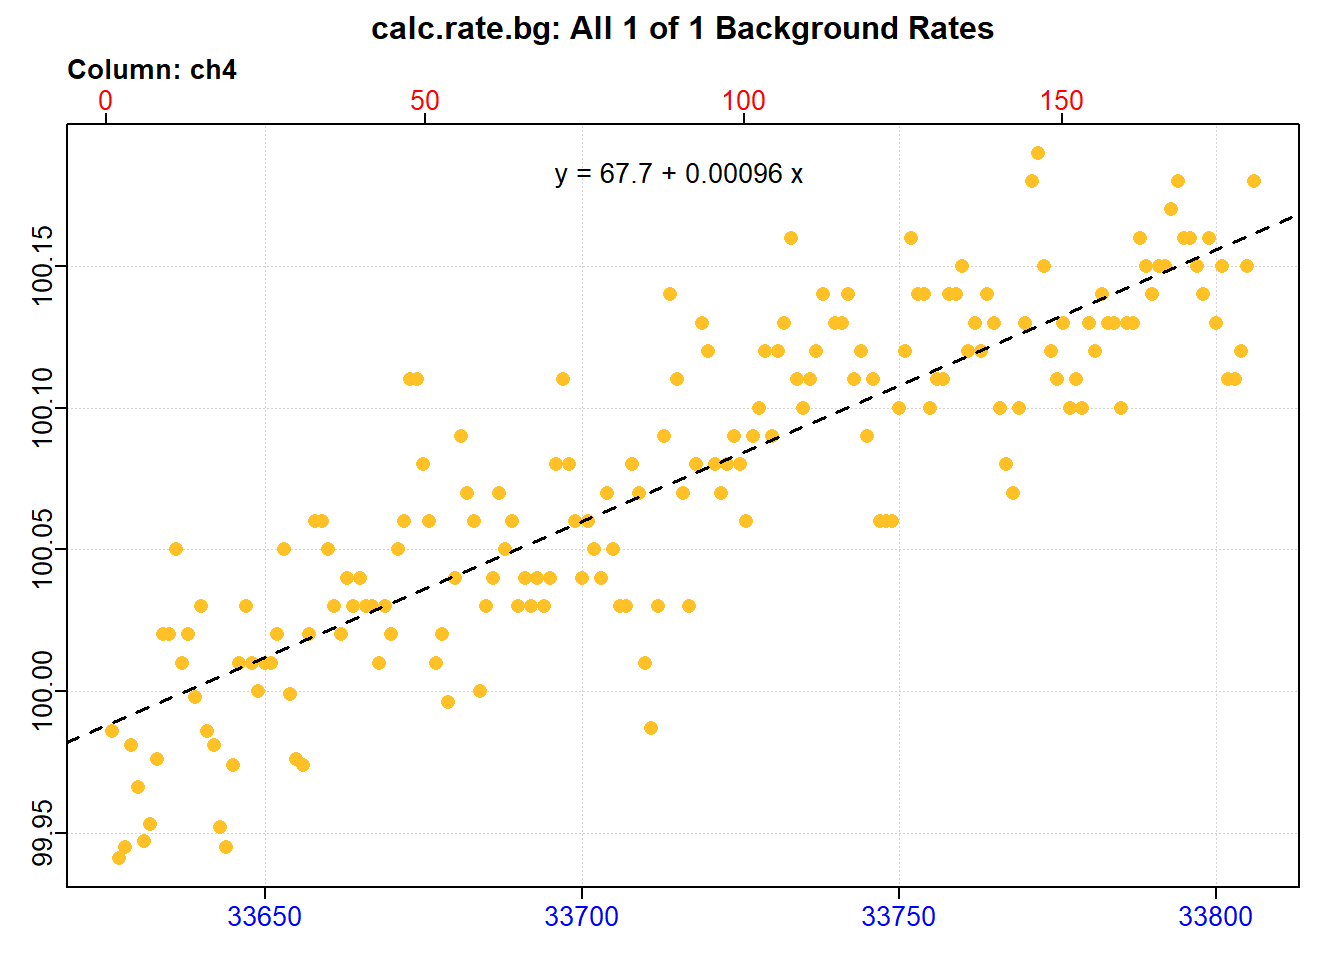 calc.rate.bg: All 1 of 1 Background Rates
Column: ch4
0 50 100 150
y = 67.7 + 0.00096 x
100.15
100.10
100.05
100.00
99.95
33650 33700 33750 33800